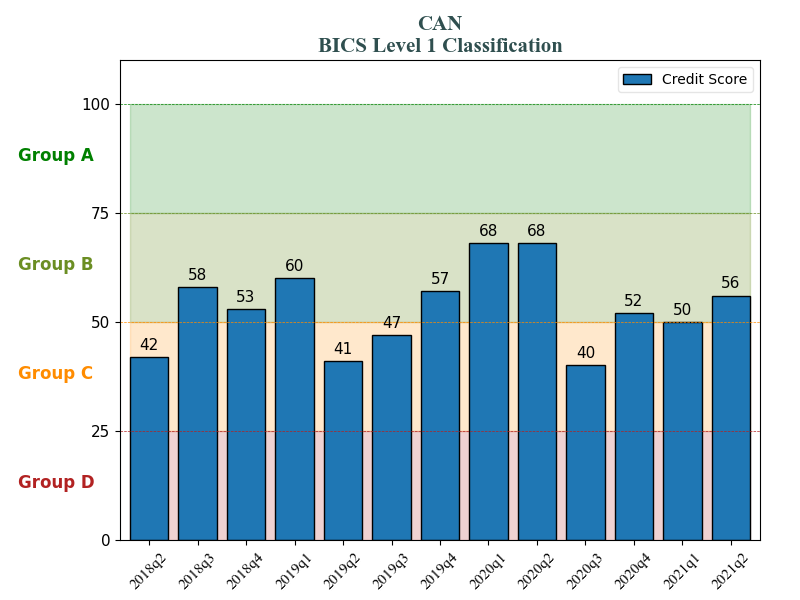 CAN
BICS Level 1 Classification
Credit Score
100
Group A
75
68 68
Group B
60
58
57
56
53
52
50
50
47
42
41
40
Group C
25
Group D
0
2018q2 2018q3 2018q4 2019q1 2019q2 2019q3 2019q4 2020q1 2020q2 2020q3 2020q4 2021q1 2021q2